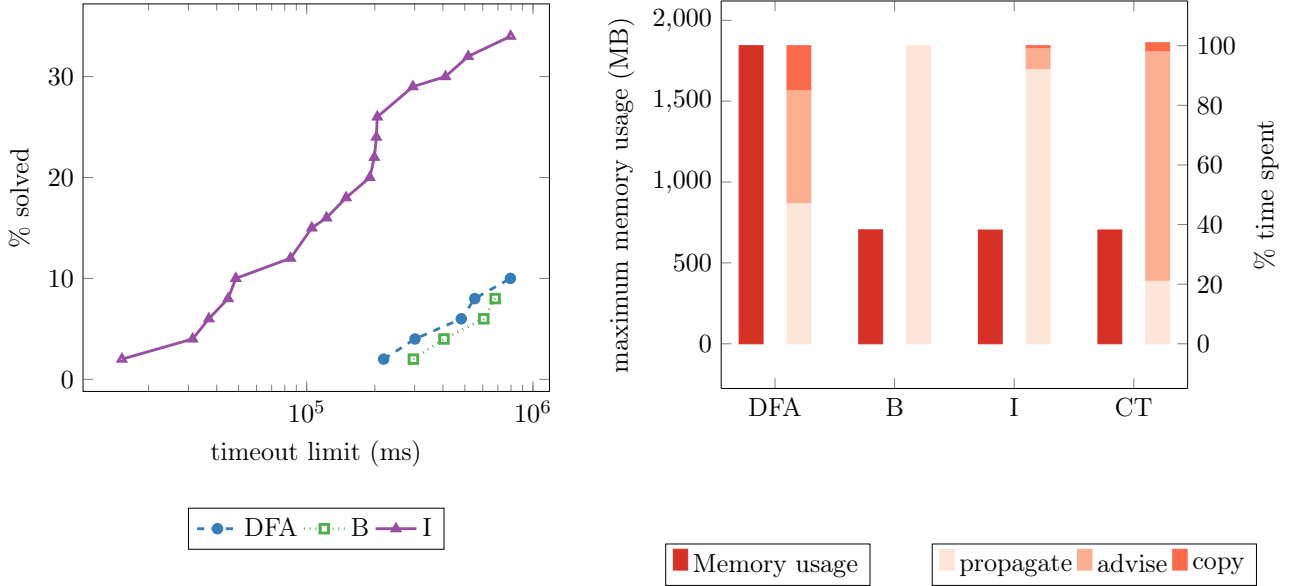 % solved
30
20
10
0
10^5
10^6
timeout limit (ms)
DFA B I
maximum memory usage (MB)
2,000
1,500
1,000
500
0
100
80
60
40
20
0
% time spent
DFA B I CT
Memory usage
propagate advise copy